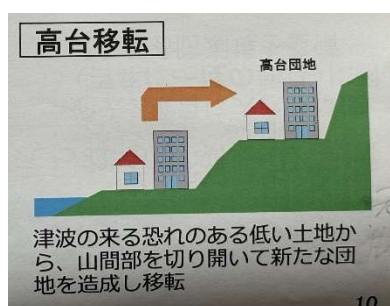 高台移転
高台団地
津波の来る恐れのある低い土地か
ら、山間部を切り開いて新たな団
地を造成し移転
10